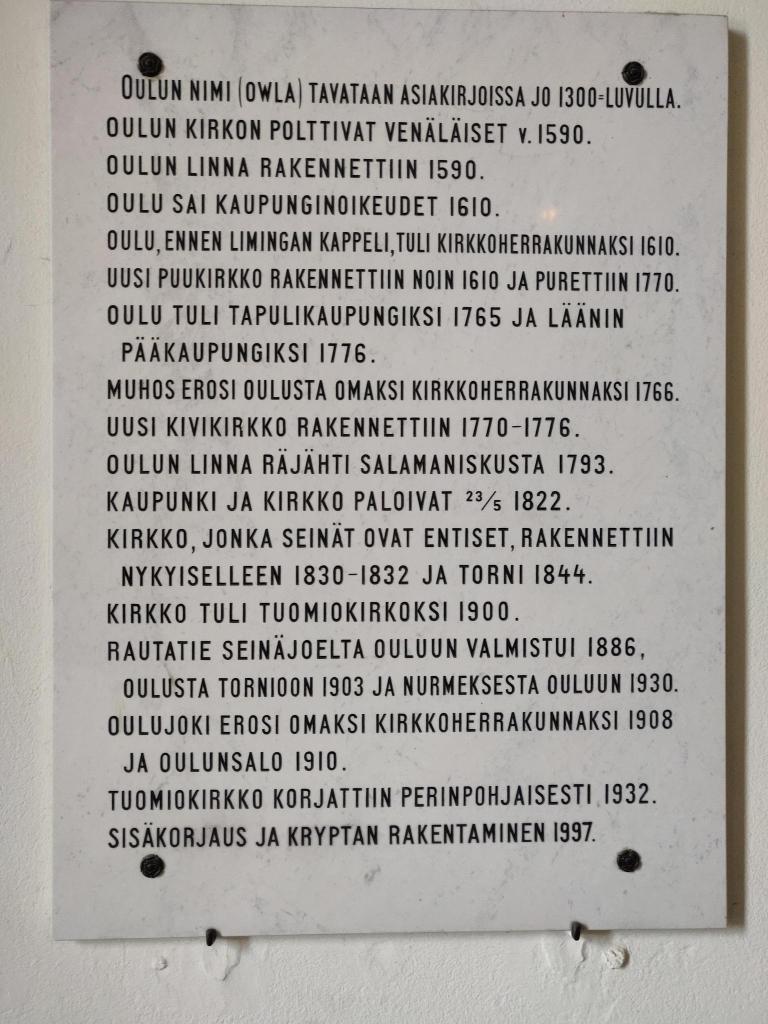 OULUN NIMI (OWLA) TAVATAAN ASIAKIRJOISSA JO 1300=LUVULLA.
OULUN KIRKON POLTTIVAT VENÄLÄISET v. 1590.
OULUN LINNA RAKENNETTIIN 1590.
OULU SAI KAUPUNGINOIKEUDET 1610.
OULU, ENNEN LIMINGAN KAPPELI, TULI KIRKKOHERRAKUNNAKSI 1610.
UUSI PUUKIRKKO RAKENNETTIIN NOIN 1610 JA PURETTIIN 1770.
OULU TULI TAPULIKAUPUNGIKSI 1765 JA LÄÄNIN
PÄÄKAUPUNGIKSI 1776.
MUHOS EROSI OULUSTA OMAKSI KIRKKOHERRAKUNNAKSI 1766.
UUSI KIVIKIRKKO RAKENNETTIIN 1770-1776.
OULUN LINNA RÄJÄHTI SALAMANISKUSTA 1793.
KAUPUNKI JA KIRKKO PALOIVAT 23/5 1822.
KIRKKO, JONKA SEINÄT OVAT ENTISET, RAKENNETTIIN
NYKYISELLEEN 1830-1832 JA TORNI 1844.
KIRKKO TULI TUOMIOKIRKOKSI 1900.
RAUTATIE SEINÄJOELTA OULUUN VALMISTUI 1886,
OULUSTA TORNIOON 1903 JA NURMEKSESTA OULUUN 1930.
OULUJOKI EROSI OMAKSI KIRKKOHERRAKUNNAKSI 1908
JA OULUNSALO 1910.
TUOMIOKIRKKO KORJATTIIN PERINPOHJAISESTI 1932.
SISÄKORJAUS JA KRYPTAN RAKENTAMINEN 1997.